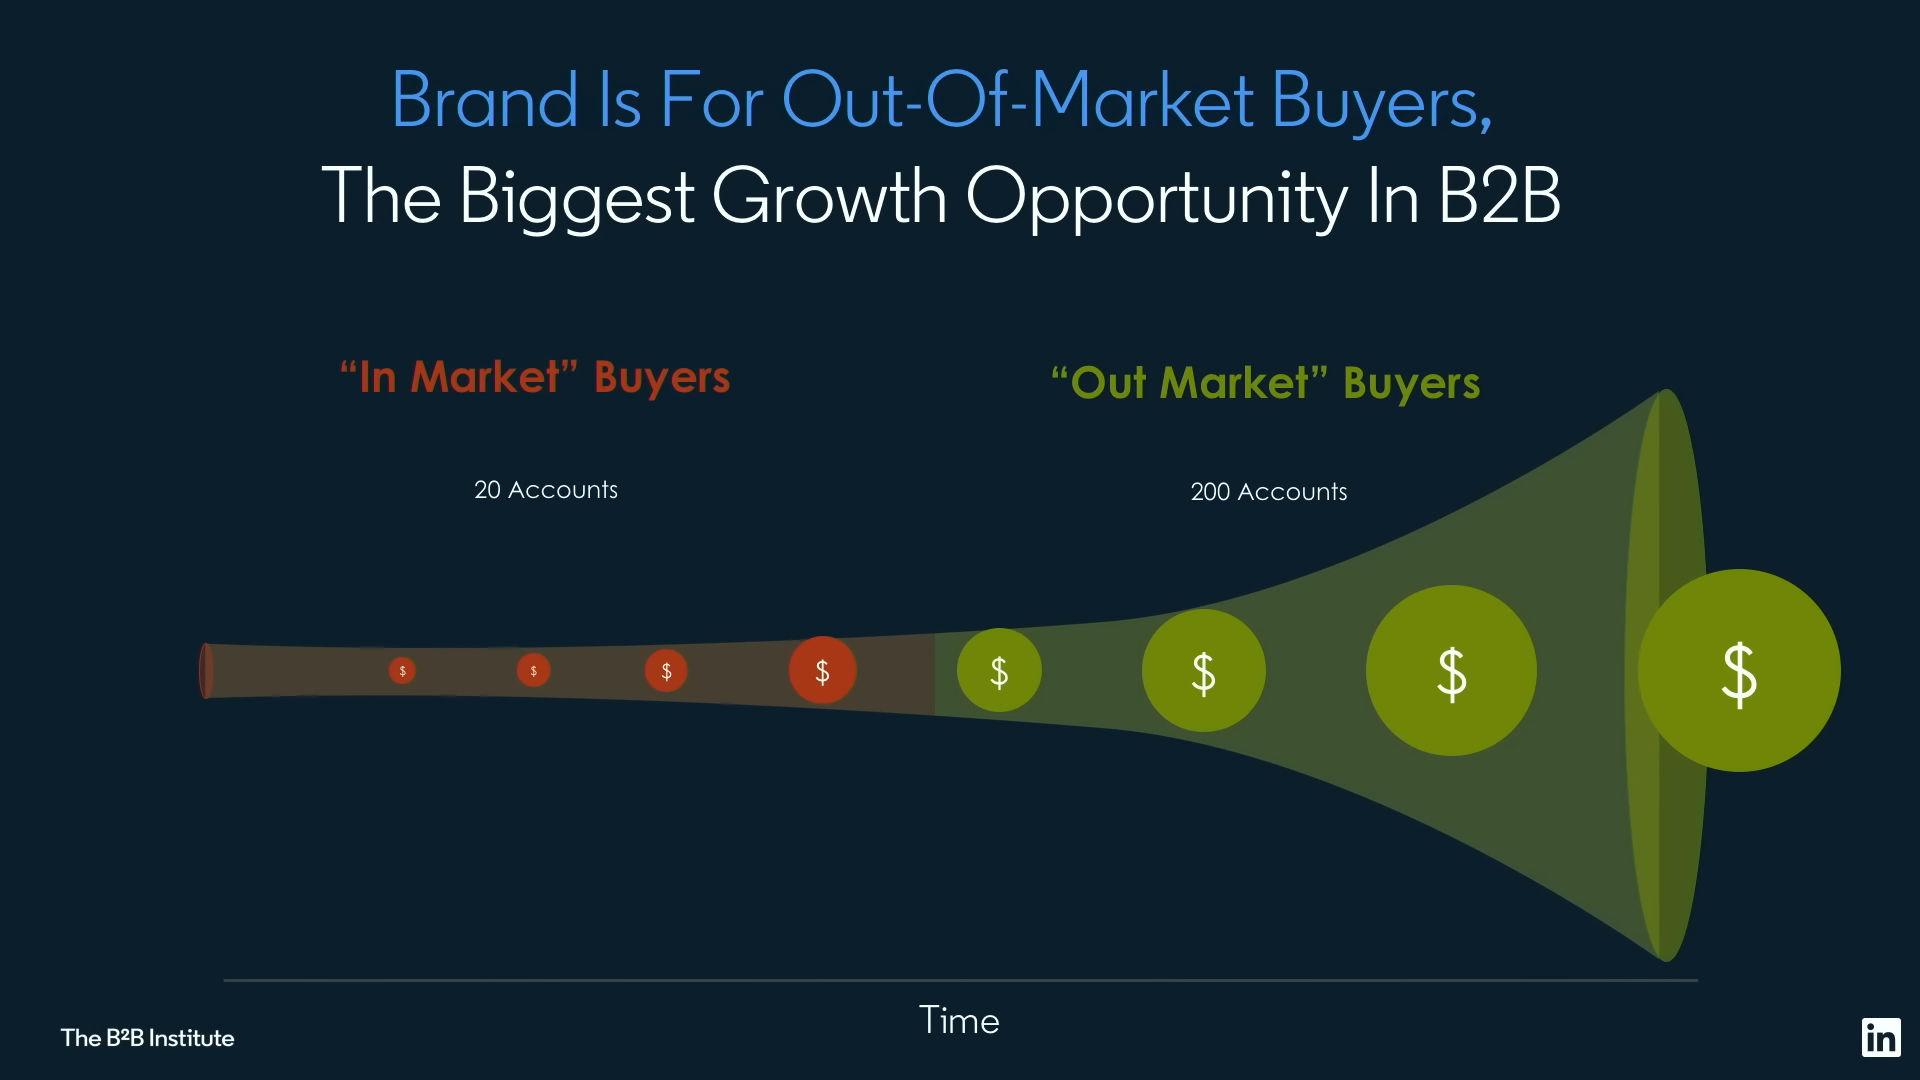 Brand Is For Out-Of-Market Buyers,
The Biggest Growth Opportunity In B2B
“In Market” Buyers
“Out Market” Buyers
20 Accounts
200 Accounts
$ $ $ $ $ $ $ $
Time
The B²B Institute
in